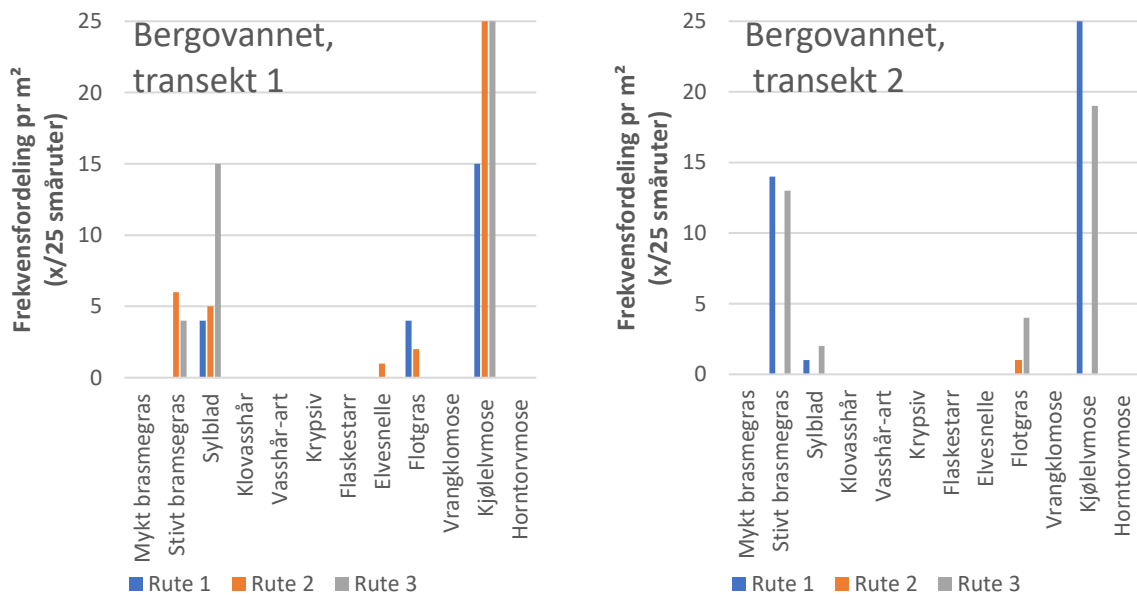 Bergovannet,
transekt 1
Frekvensfordeling pr m²
(x/25 småruter)
25
20
15
10
5
0
Mykt brasmegras
Stivt bramsegras
Sylblad
Klovasshår
Vasshår-art
Krypsiv
Flaskestarr
Elvesnelle
Flotgras
Vrangklomose
Kjølelvmose
Horntorvmose
Rute 1 Rute 2 Rute 3
Bergovannet,
transekt 2
Frekvensfordeling pr m²
(x/25 småruter)
25
20
15
10
5
0
Mykt brasmegras
Stivt brasmegras
Sylblad
Klovasshår
Vasshår-art
Krypsiv
Flaskestarr
Elvesnelle
Flotgras
Vrangklomose
Kjølelvmose
Horntorvmose
Rute 1 Rute 2 Rute 3